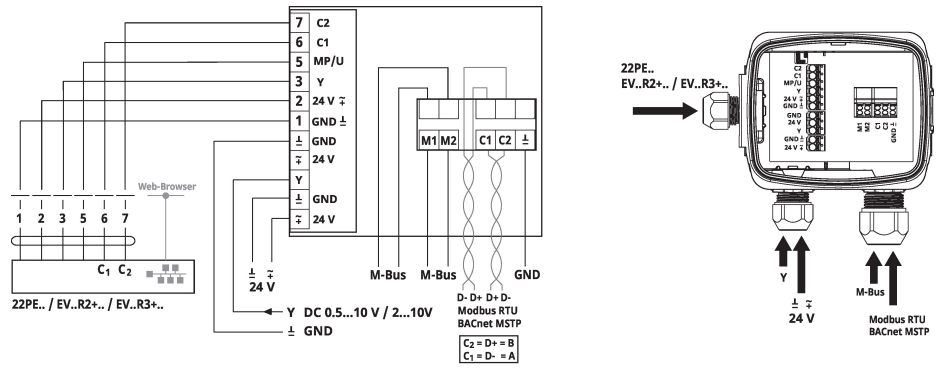 7 C2
6 C1
5 MP/U
3 Y
2 24 V ⩱
1 GND ⊥
⊥ GND
⩱ 24 V
Y
⊥ GND
⩱ 24 V
M1 M2 C1 C2 ⊥
Web-Browser
1 2 3 5 6 7
C1 C2
22PE.. / EV..R2+.. / EV..R3+..
⊥ ⩱
24 V
M-Bus M-Bus GND
D- D+ D+ D-
Modbus RTU
BACnet MSTP
Y DC 0.5...10 V / 2...10V
⊥ GND
C2 = D+ = B
C1 = D- = A
22PE..
EV..R2+.. / EV..R3+..
C2
C1
MP/U
Y
24 V ⩱
GND ⊥
GND
24 V
Y
GND ⊥
24 V ⩱
M1 M2 C1 C2 GND ⊥
Y
⊥ ⩱
24 V
M-Bus
Modbus RTU
BACnet MSTP